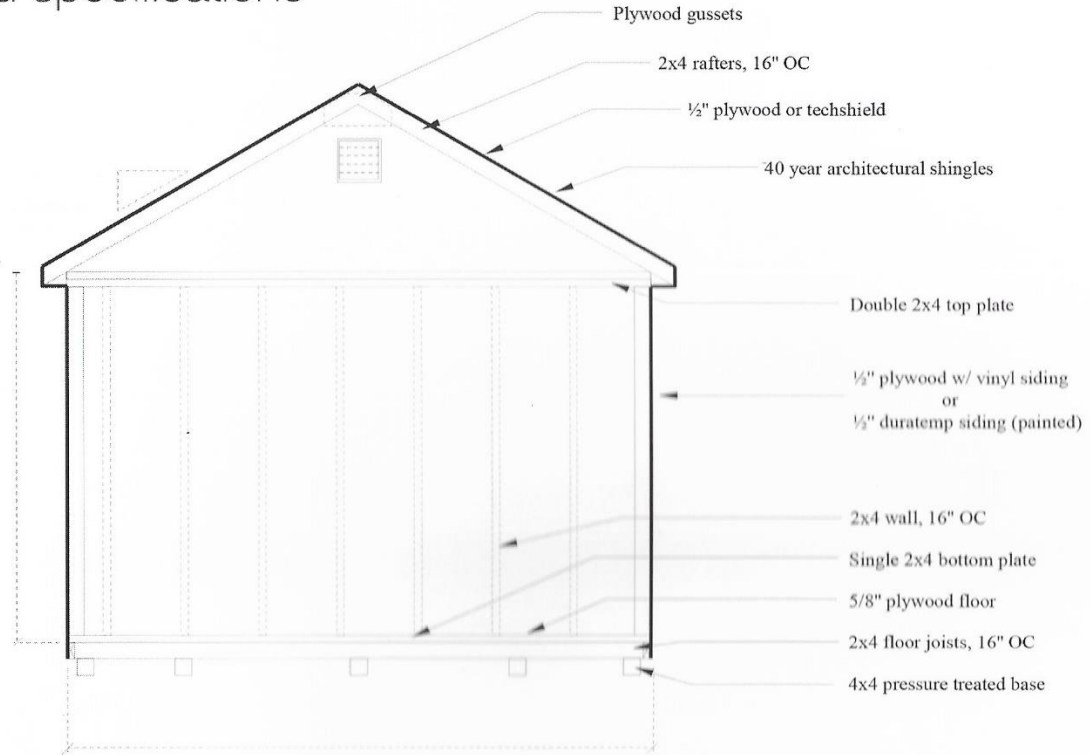 Plywood gussets
2x4 rafters, 16" OC
½" plywood or techshield
40 year architectural shingles
Double 2x4 top plate
½" plywood w/ vinyl siding
or
½" duratemp siding (painted)
2x4 wall, 16" OC
Single 2x4 bottom plate
5/8" plywood floor
2x4 floor joists, 16" OC
4x4 pressure treated base